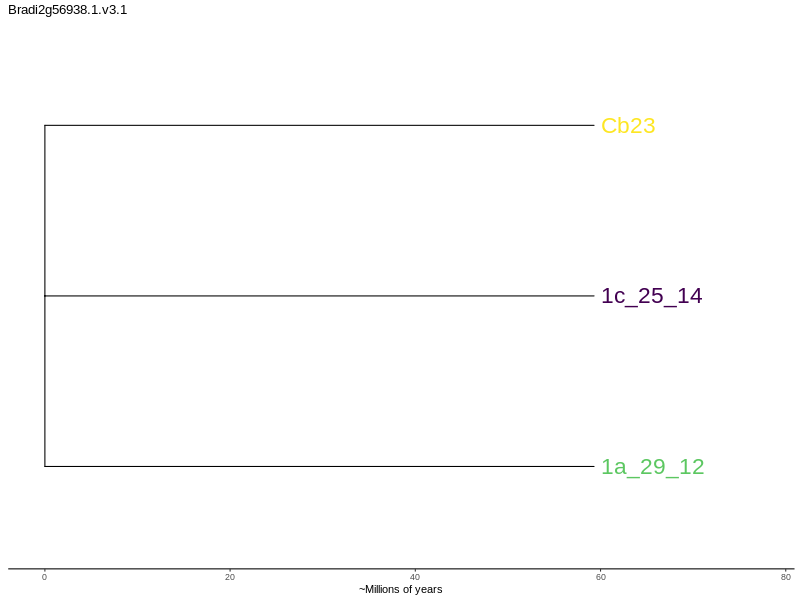 Bradi2g56938.1.v3.1
Cb23
1c_25_14
1a_29_12
0 20 40 60 80
~Millions of years